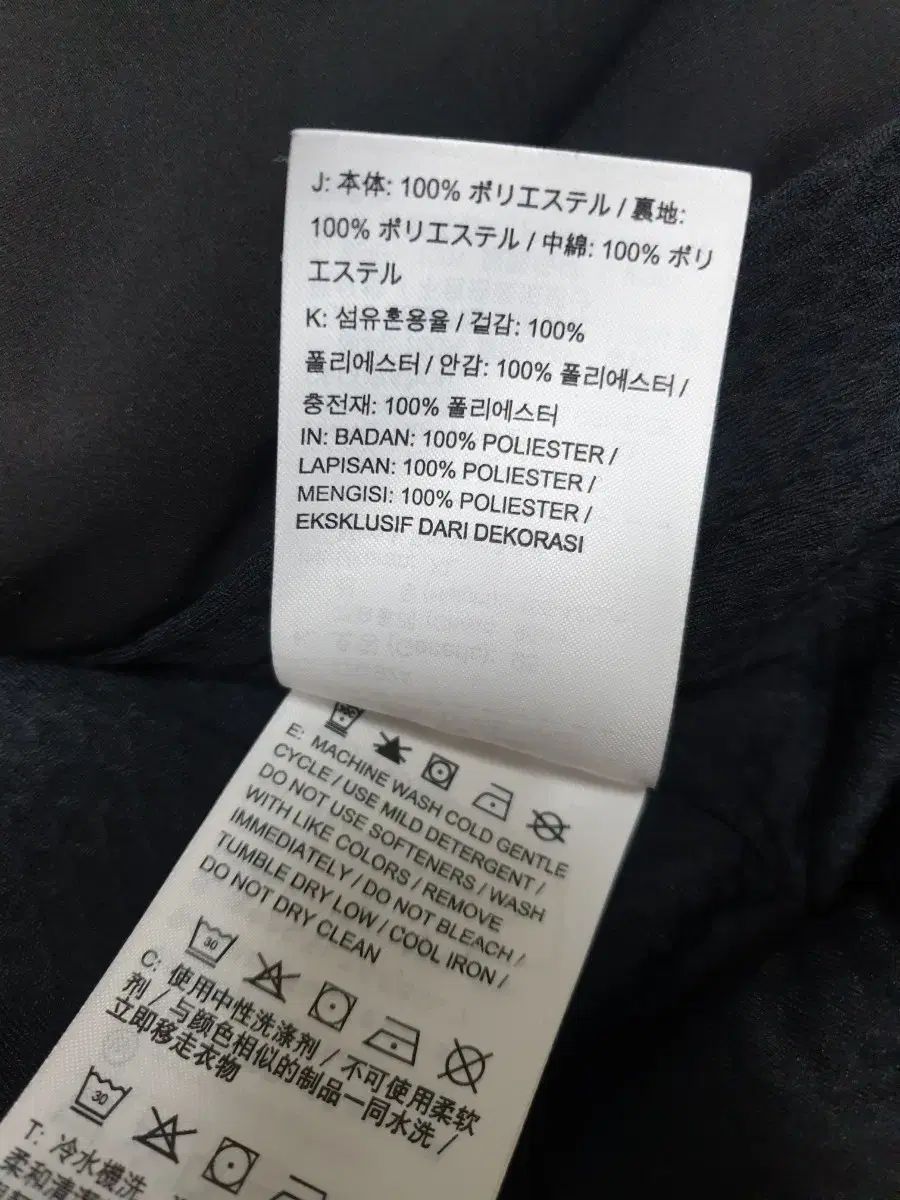 J: 本体: 100% ポリエステル / 裏地:
100% ポリエステル / 中綿: 100% ポリ
エステル
K: 섬유혼용율 / 겉감: 100%
폴리에스터 / 안감: 100% 폴리에스터 /
충전재: 100% 폴리에스터
IN: BADAN: 100% POLIESTER /
LAPISAN: 100% POLIESTER /
MENGISI: 100% POLIESTER /
EKSKLUSIF DARI DEKORASI
E: MACHINE WASH COLD GENTLE
CYCLE / USE MILD DETERGENT /
DO NOT USE SOFTENERS / WASH
WITH LIKE COLORS / REMOVE
IMMEDIATELY / DO NOT BLEACH /
TUMBLE DRY LOW / COOL IRON /
DO NOT DRY CLEAN
30
C: 使用中性洗涤剂 / 不可使用柔软
剂 / 与颜色相似的制品一同水洗 /
立即移走衣物
30
T: 冷水機洗
柔和清潔